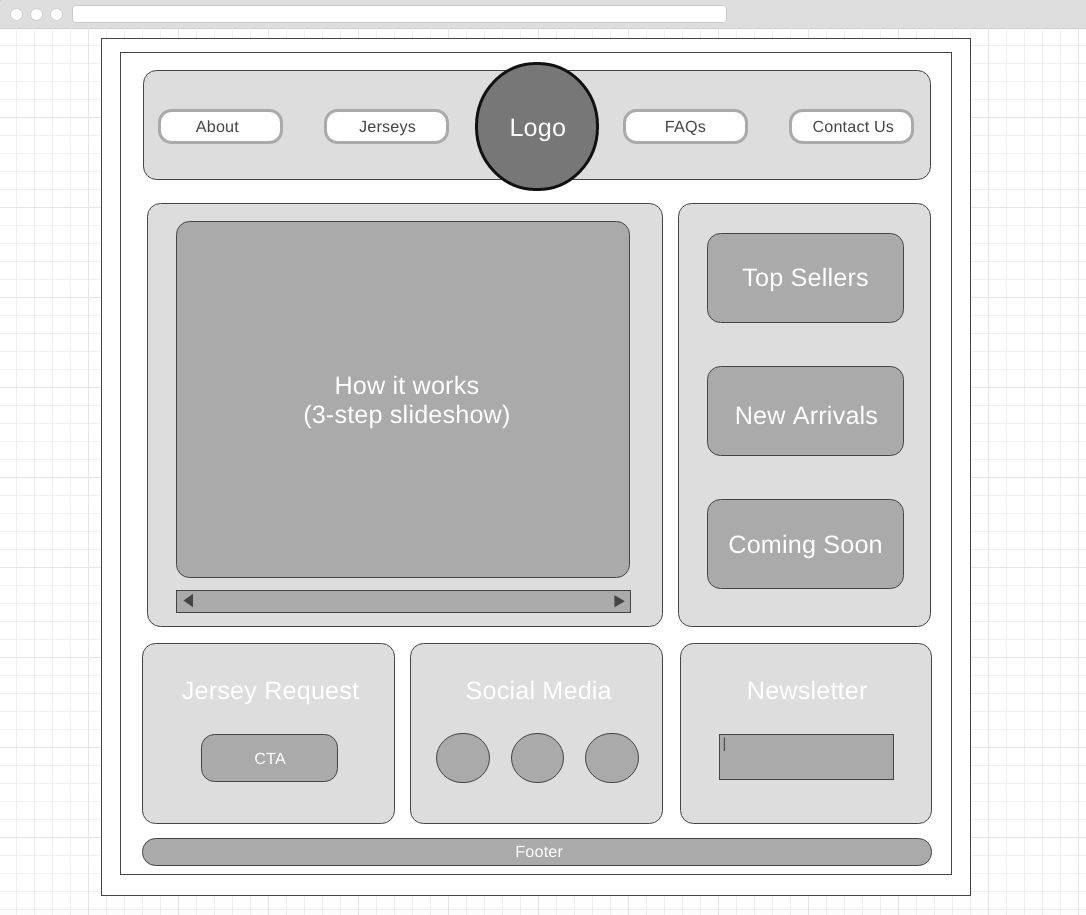 About
Jerseys
Logo
FAQs
Contact Us
How it works
(3-step slideshow)
Top Sellers
New Arrivals
Coming Soon
Jersey Request
CTA
Social Media
Newsletter
Footer